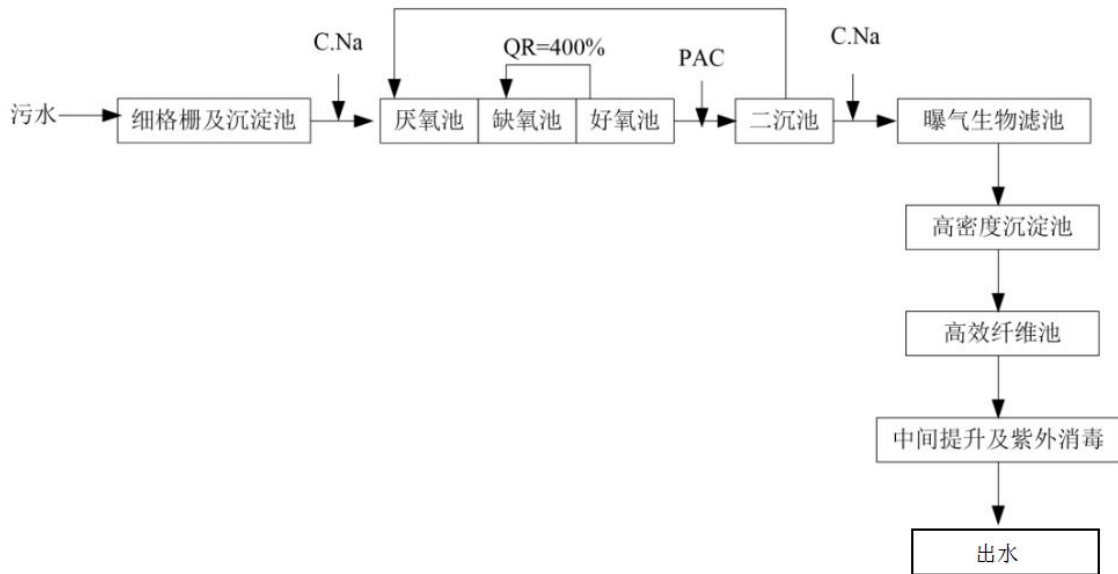 C.Na
QR=400%
PAC
C.Na
污水
细格栅及沉淀池
厌氧池
缺氧池
好氧池
二沉池
曝气生物滤池
高密度沉淀池
高效纤维池
中间提升及紫外消毒
出水